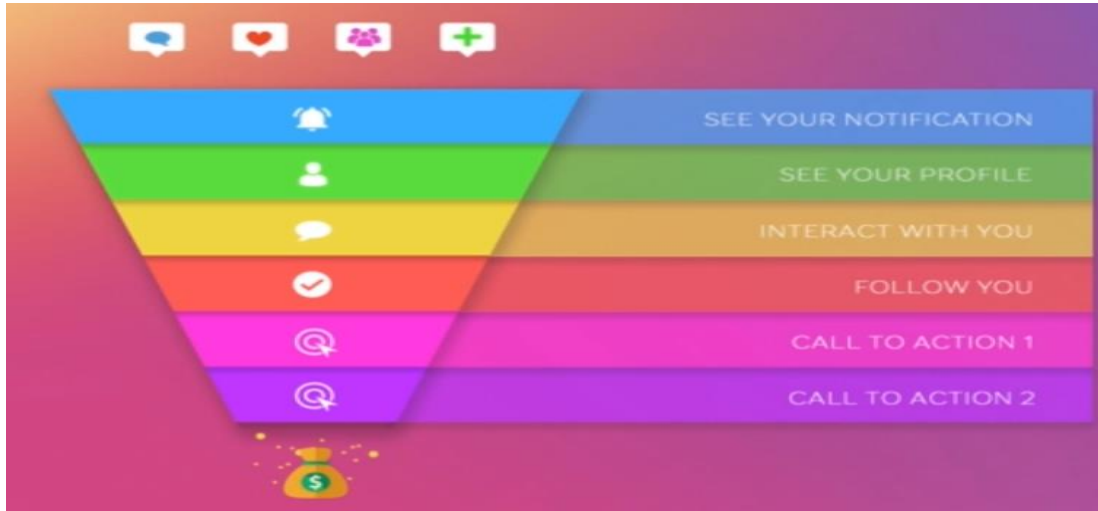 SEE YOUR NOTIFICATION
SEE YOUR PROFILE
INTERACT WITH YOU
FOLLOW YOU
CALL TO ACTION 1
CALL TO ACTION 2
$